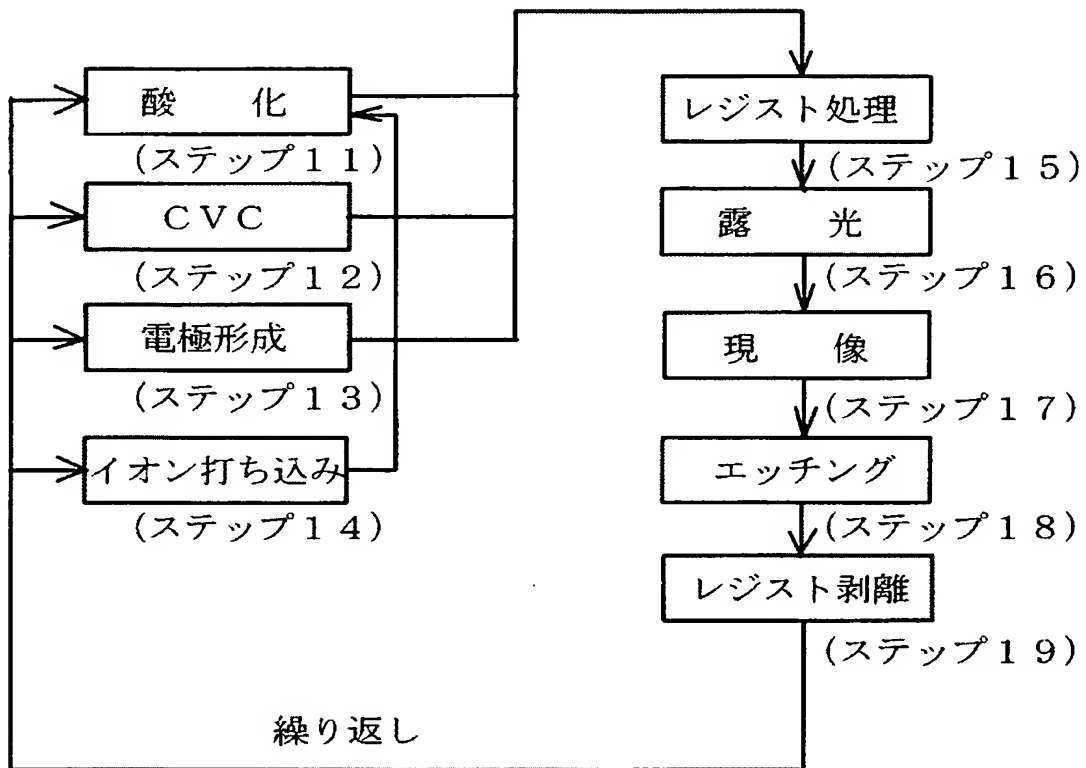 酸　　化
(ステップ１１)
ＣＶＣ
(ステップ１２)
電極形成
(ステップ１３)
イオン打ち込み
(ステップ１４)
レジスト処理
(ステップ１５)
露　　光
(ステップ１６)
現　　像
(ステップ１７)
エッチング
(ステップ１８)
レジスト剥離
(ステップ１９)
繰り返し